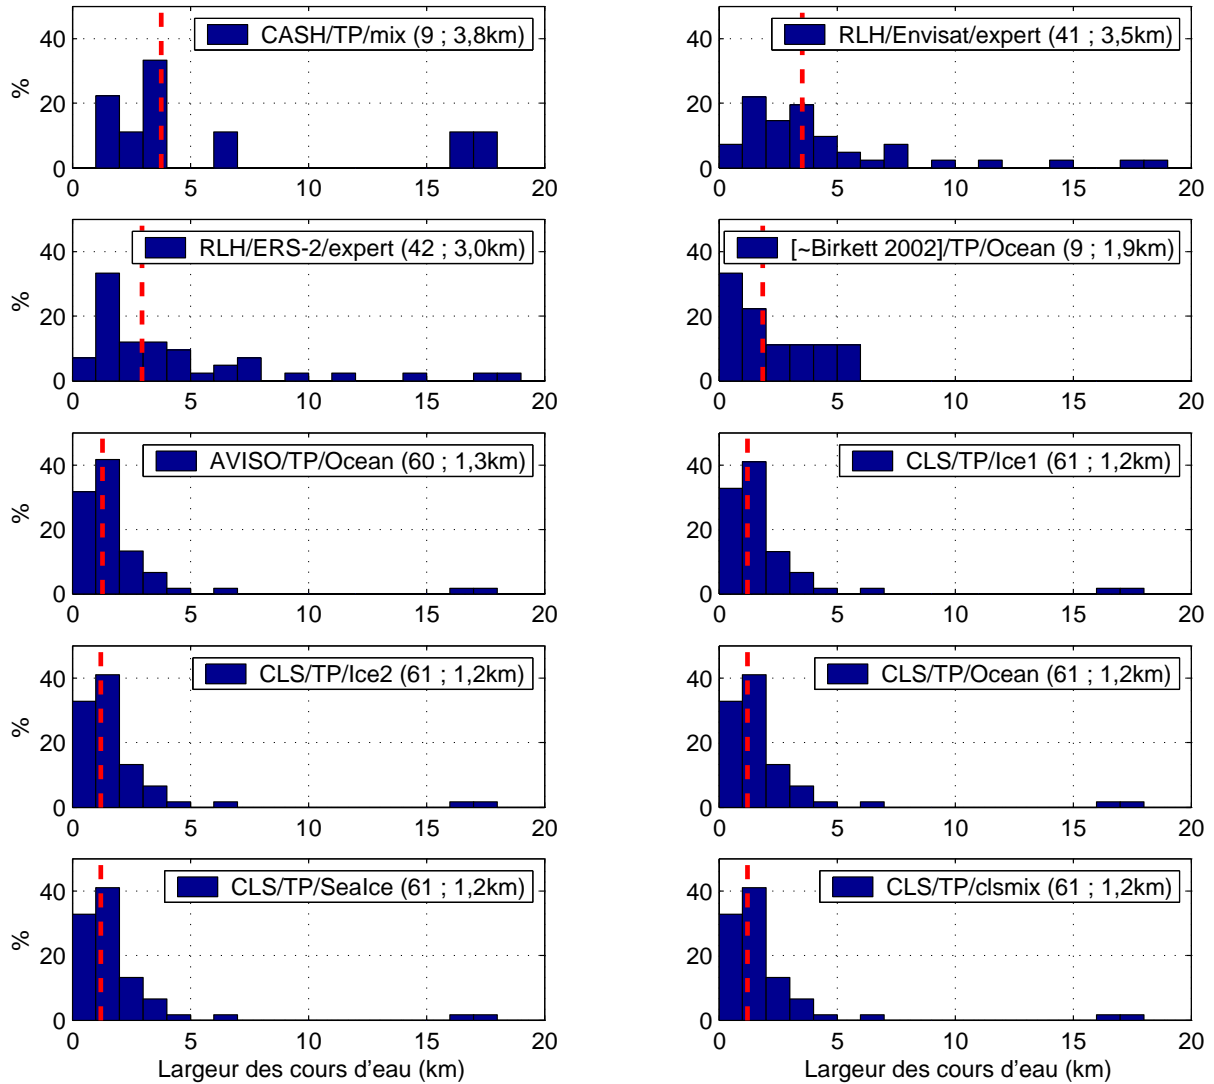 CASH/TP/mix (9 ; 3,8km)
%
40
20
0
0 5 10 15 20
RLH/Envisat/expert (41 ; 3,5km)
40
20
0
0 5 10 15 20
RLH/ERS-2/expert (42 ; 3,0km)
%
40
20
0
0 5 10 15 20
[~Birkett 2002]/TP/Ocean (9 ; 1,9km)
40
20
0
0 5 10 15 20
AVISO/TP/Ocean (60 ; 1,3km)
%
40
20
0
0 5 10 15 20
CLS/TP/Ice1 (61 ; 1,2km)
40
20
0
0 5 10 15 20
CLS/TP/Ice2 (61 ; 1,2km)
%
40
20
0
0 5 10 15 20
CLS/TP/Ocean (61 ; 1,2km)
40
20
0
0 5 10 15 20
CLS/TP/SeaIce (61 ; 1,2km)
%
40
20
0
0 5 10 15 20
Largeur des cours d'eau (km)
CLS/TP/clsmix (61 ; 1,2km)
40
20
0
0 5 10 15 20
Largeur des cours d'eau (km)